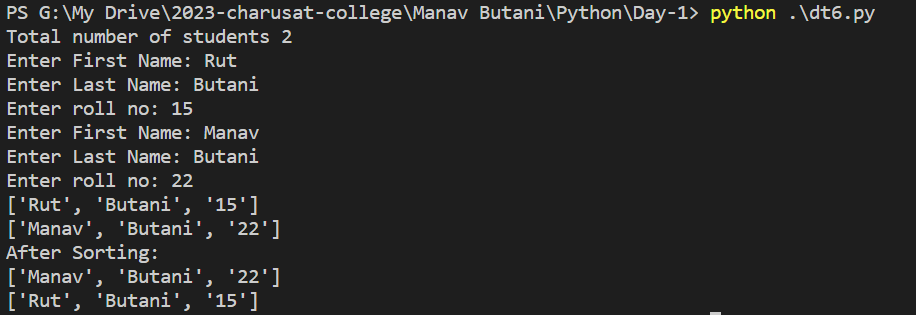 PS G:\My Drive\2023-charusat-college\Manav Butani\Python\Day-1> python .\dt6.py
Total number of students 2
Enter First Name: Rut
Enter Last Name: Butani
Enter roll no: 15
Enter First Name: Manav
Enter Last Name: Butani
Enter roll no: 22
['Rut', 'Butani', '15']
['Manav', 'Butani', '22']
After Sorting:
['Manav', 'Butani', '22']
['Rut', 'Butani', '15']